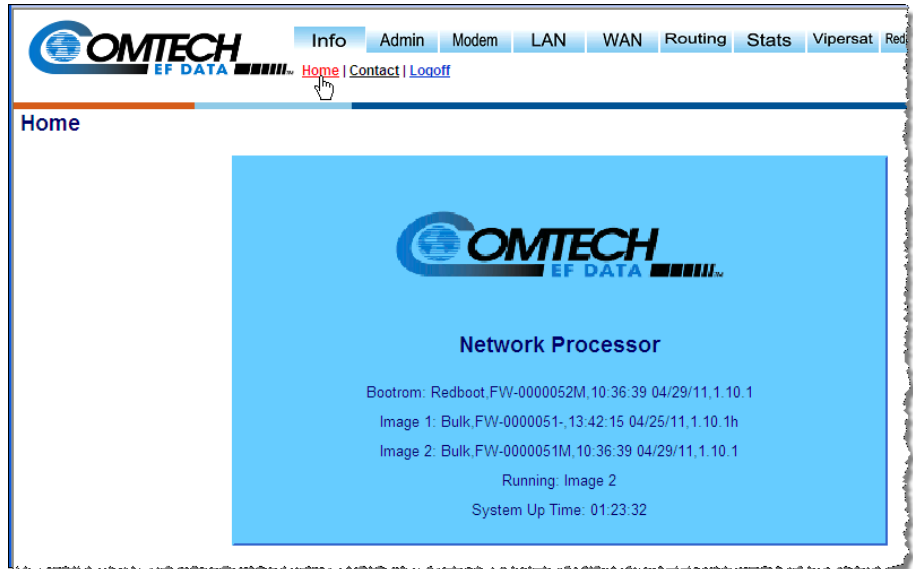 COMTECH
EF DATA
Info Admin Modem LAN WAN Routing Stats Vipersat
Home | Contact | Logoff
Home
COMTECH
EF DATA
Network Processor
Bootrom: Redboot,FW-0000052M,10:36:39 04/29/11,1.10.1
Image 1: Bulk,FW-0000051-,13:42:15 04/25/11,1.10.1h
Image 2: Bulk,FW-0000051M,10:36:39 04/29/11,1.10.1
Running: Image 2
System Up Time: 01:23:32